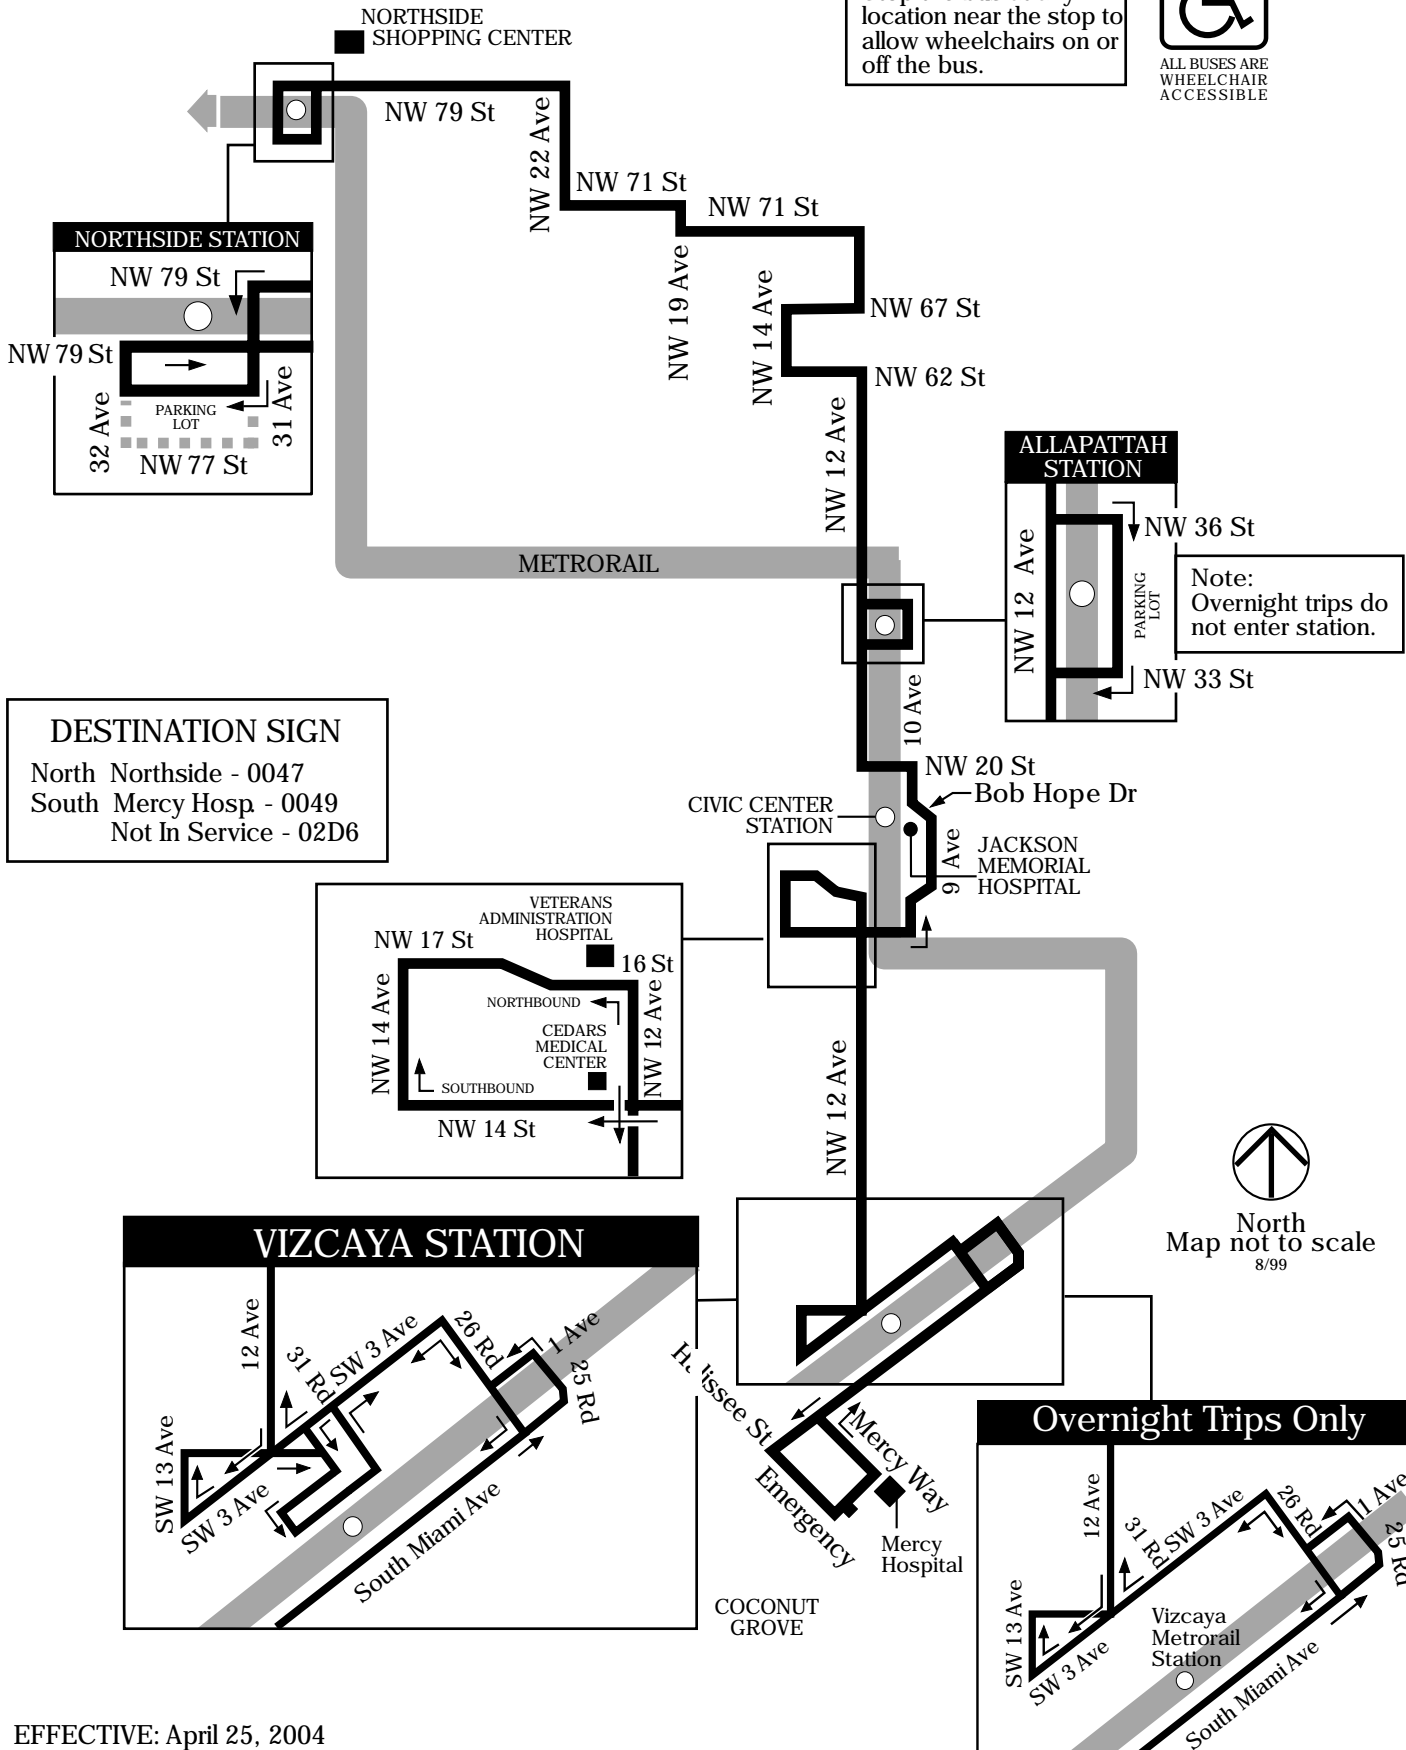 NORTHSIDE
SHOPPING CENTER
location near the stop to
allow wheelchairs on or
off the bus.
ALL BUSES ARE
WHEELCHAIR
ACCESSIBLE
NW 79 St
NW 22 Ave
NW 71 St
NW 71 St
NW 19 Ave
NW 14 Ave
NW 67 St
NW 62 St
NW 12 Ave
NORTHSIDE STATION
NW 79 St
NW 79 St
32 Ave
31 Ave
PARKING
LOT
NW 77 St
METRORAIL
ALLAPATTAH
STATION
NW 12 Ave
NW 36 St
PARKING
LOT
NW 33 St
Note:
Overnight trips do
not enter station.
DESTINATION SIGN
North Northside - 0047
South Mercy Hosp. - 0049
Not In Service - 02D6
10 Ave
NW 20 St
Bob Hope Dr
CIVIC CENTER
STATION
9 Ave
JACKSON
MEMORIAL
HOSPITAL
VETERANS
ADMINISTRATION
HOSPITAL
NW 17 St
16 St
NW 14 Ave
NORTHBOUND
NW 12 Ave
CEDARS
MEDICAL
CENTER
SOUTHBOUND
NW 14 St
NW 12 Ave
North
Map not to scale
8/99
VIZCAYA STATION
12 Ave
31 Rd
SW 3 Ave
26 Rd
1 Ave
25 Rd
SW 13 Ave
SW 3 Ave
South Miami Ave
Mercy Way
Emergency
Mercy
Hospital
COCONUT
GROVE
Overnight Trips Only
12 Ave
31 Rd
SW 3 Ave
26 Rd
1 Ave
25 Rd
SW 13 Ave
SW 3 Ave
Vizcaya
Metrorail
Station
South Miami Ave
EFFECTIVE: April 25, 2004